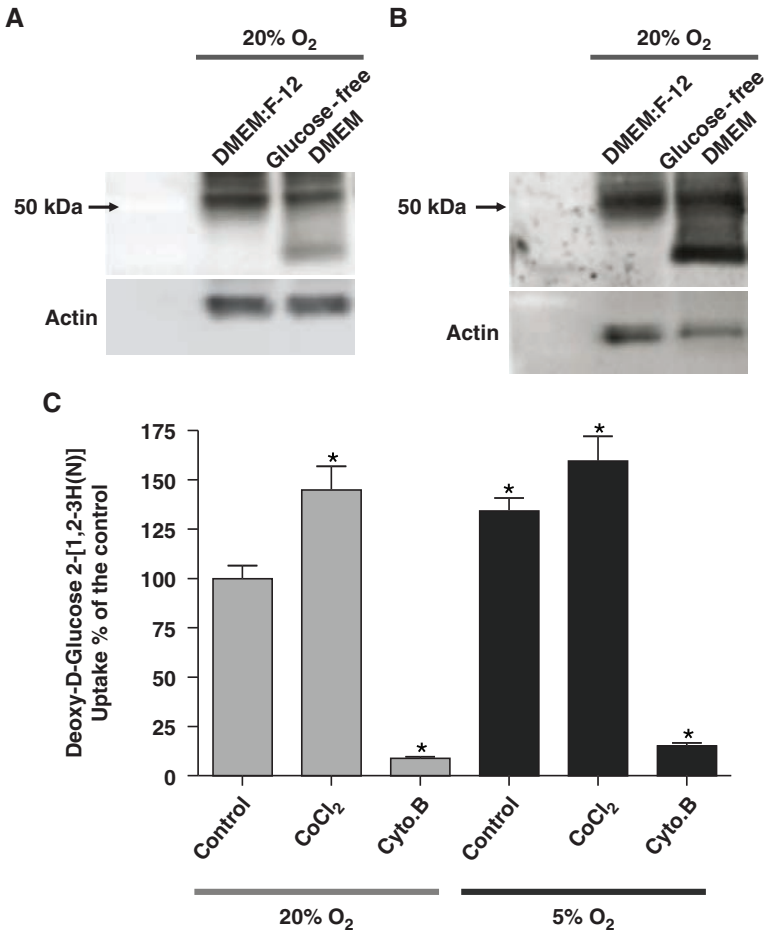 A
20% O₂
DMEM:F-12
Glucose-free
DMEM
50 kDa
Actin
B
20% O₂
DMEM:F-12
Glucose-free
DMEM
50 kDa
Actin
C
Deoxy-D-Glucose 2-[1,2-3H(N)]
Uptake % of the control
175
150
125
100
75
50
25
0
*
*
*
*
*
Control
CoCl₂
Cyto.B
Control
CoCl₂
Cyto.B
20% O₂
5% O₂